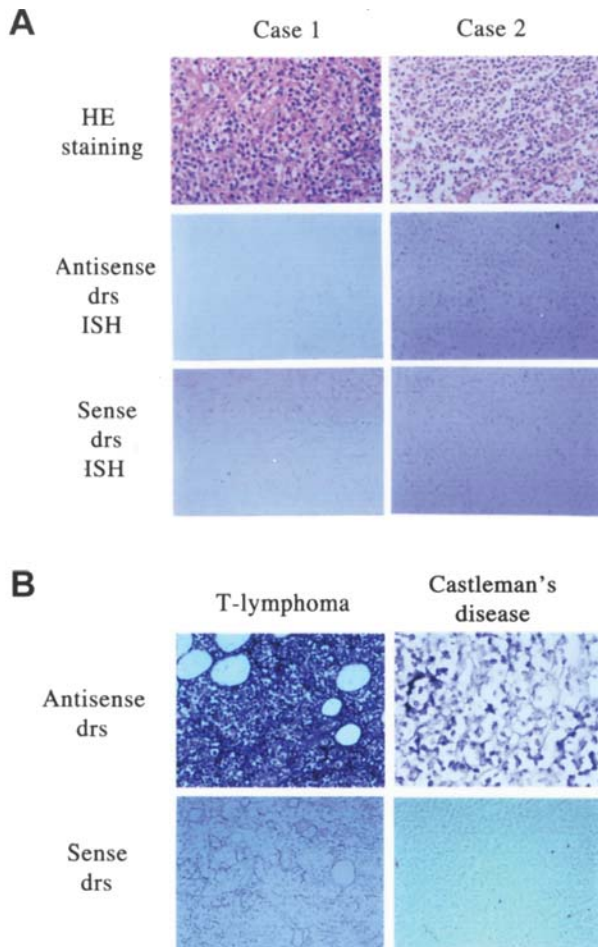 A
Case 1
Case 2
HE
staining
Antisense
drs
ISH
Sense
drs
ISH
B
T-lymphoma
Castleman's
disease
Antisense
drs
Sense
drs